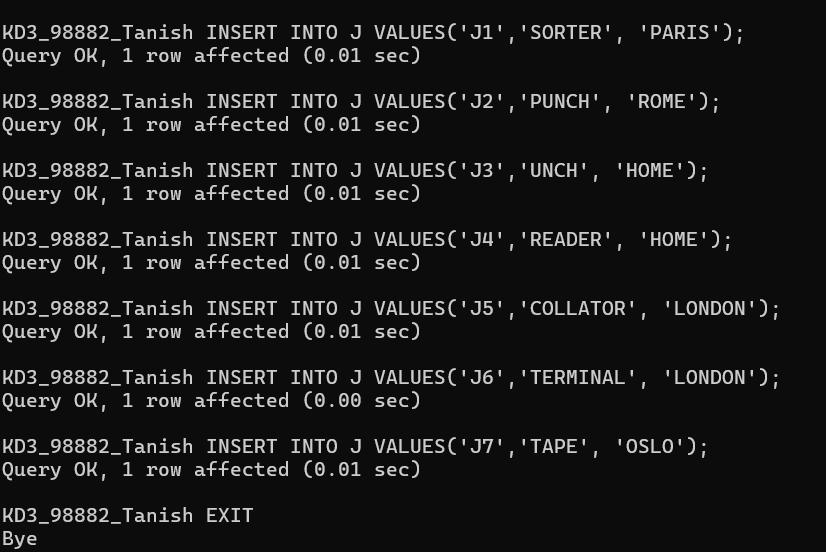 KD3_98882_Tanish INSERT INTO J VALUES('J1','SORTER', 'PARIS');
Query OK, 1 row affected (0.01 sec)
KD3_98882_Tanish INSERT INTO J VALUES('J2','PUNCH', 'ROME');
Query OK, 1 row affected (0.01 sec)
KD3_98882_Tanish INSERT INTO J VALUES('J3','UNCH', 'HOME');
Query OK, 1 row affected (0.01 sec)
KD3_98882_Tanish INSERT INTO J VALUES('J4','READER', 'HOME');
Query OK, 1 row affected (0.01 sec)
KD3_98882_Tanish INSERT INTO J VALUES('J5','COLLATOR', 'LONDON');
Query OK, 1 row affected (0.01 sec)
KD3_98882_Tanish INSERT INTO J VALUES('J6','TERMINAL', 'LONDON');
Query OK, 1 row affected (0.00 sec)
KD3_98882_Tanish INSERT INTO J VALUES('J7','TAPE', 'OSLO');
Query OK, 1 row affected (0.01 sec)
KD3_98882_Tanish EXIT
Bye